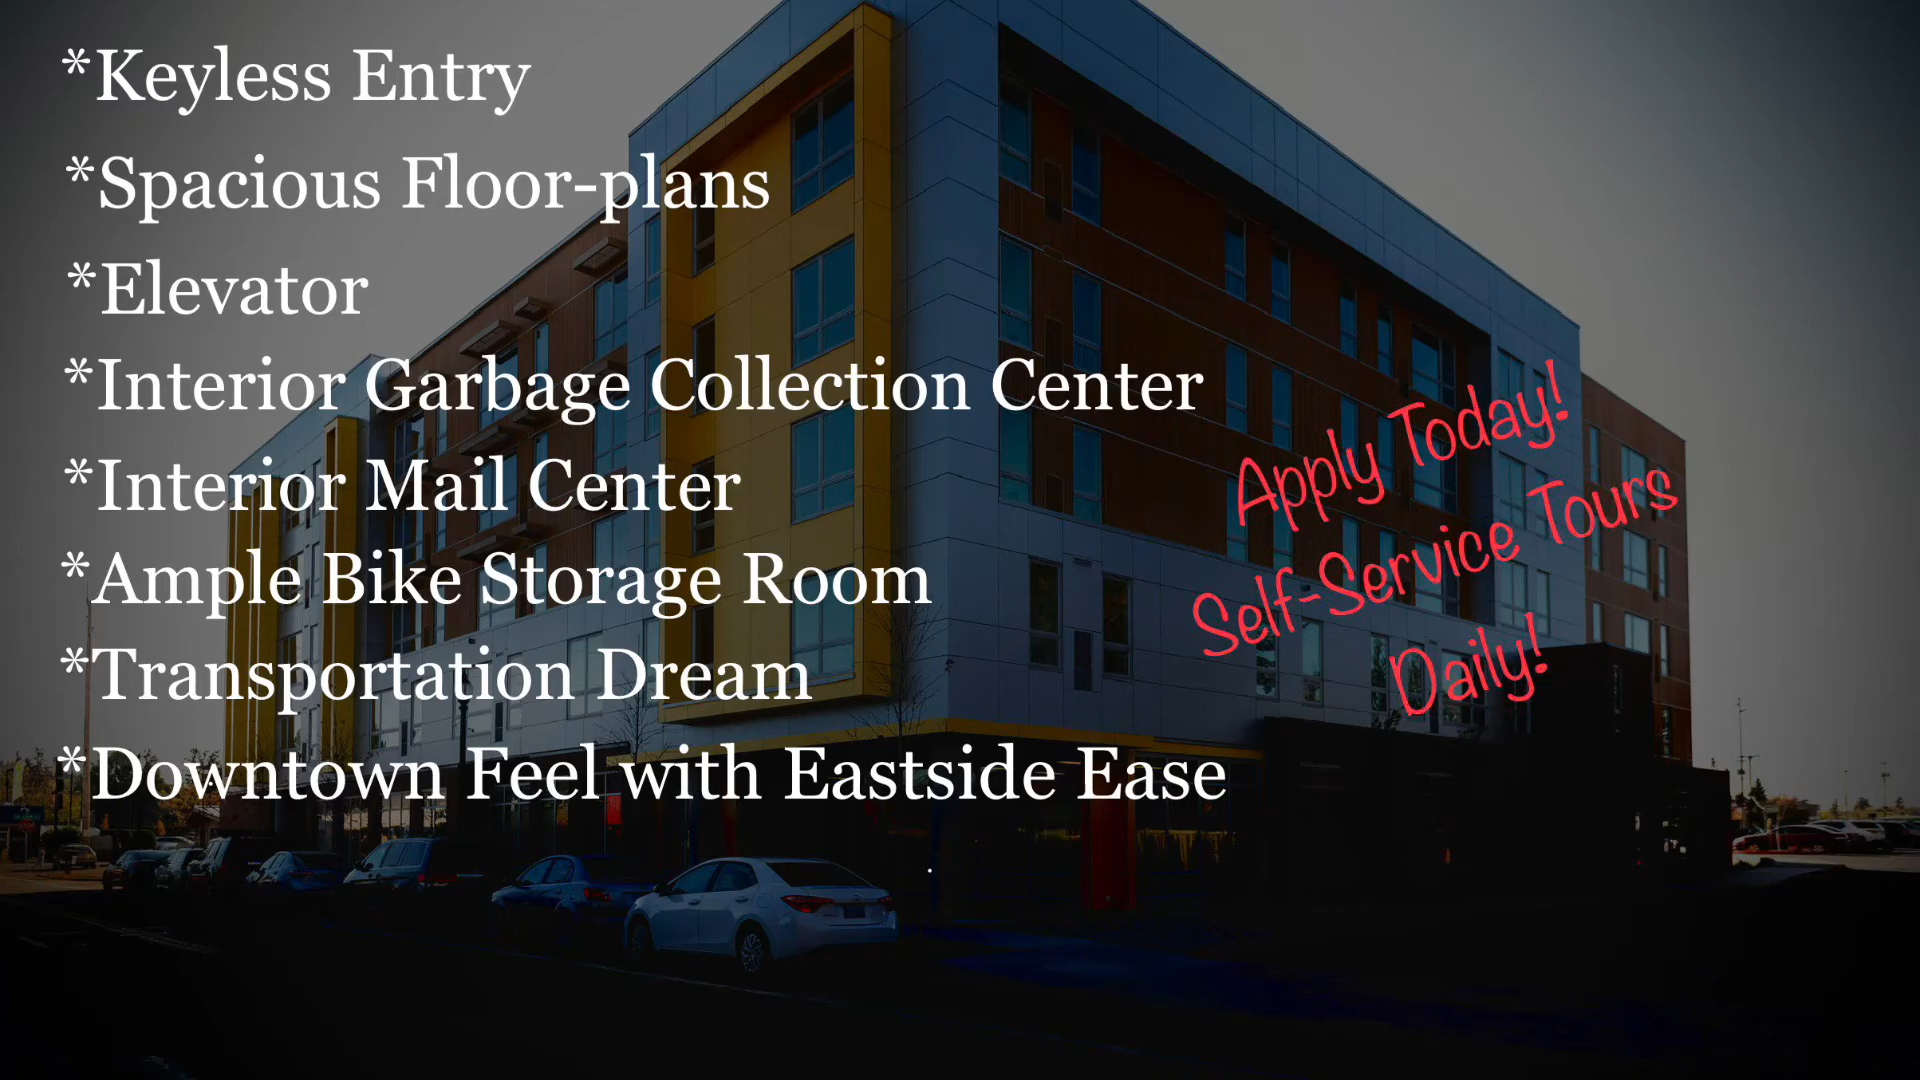 *Keyless Entry
*Spacious Floor-plans
*Elevator
*Interior Garbage Collection Center
*Interior Mail Center
*Ample Bike Storage Room
*Transportation Dream
*Downtown Feel with Eastside Ease
Apply Today!
Self-Service Tours
Daily!